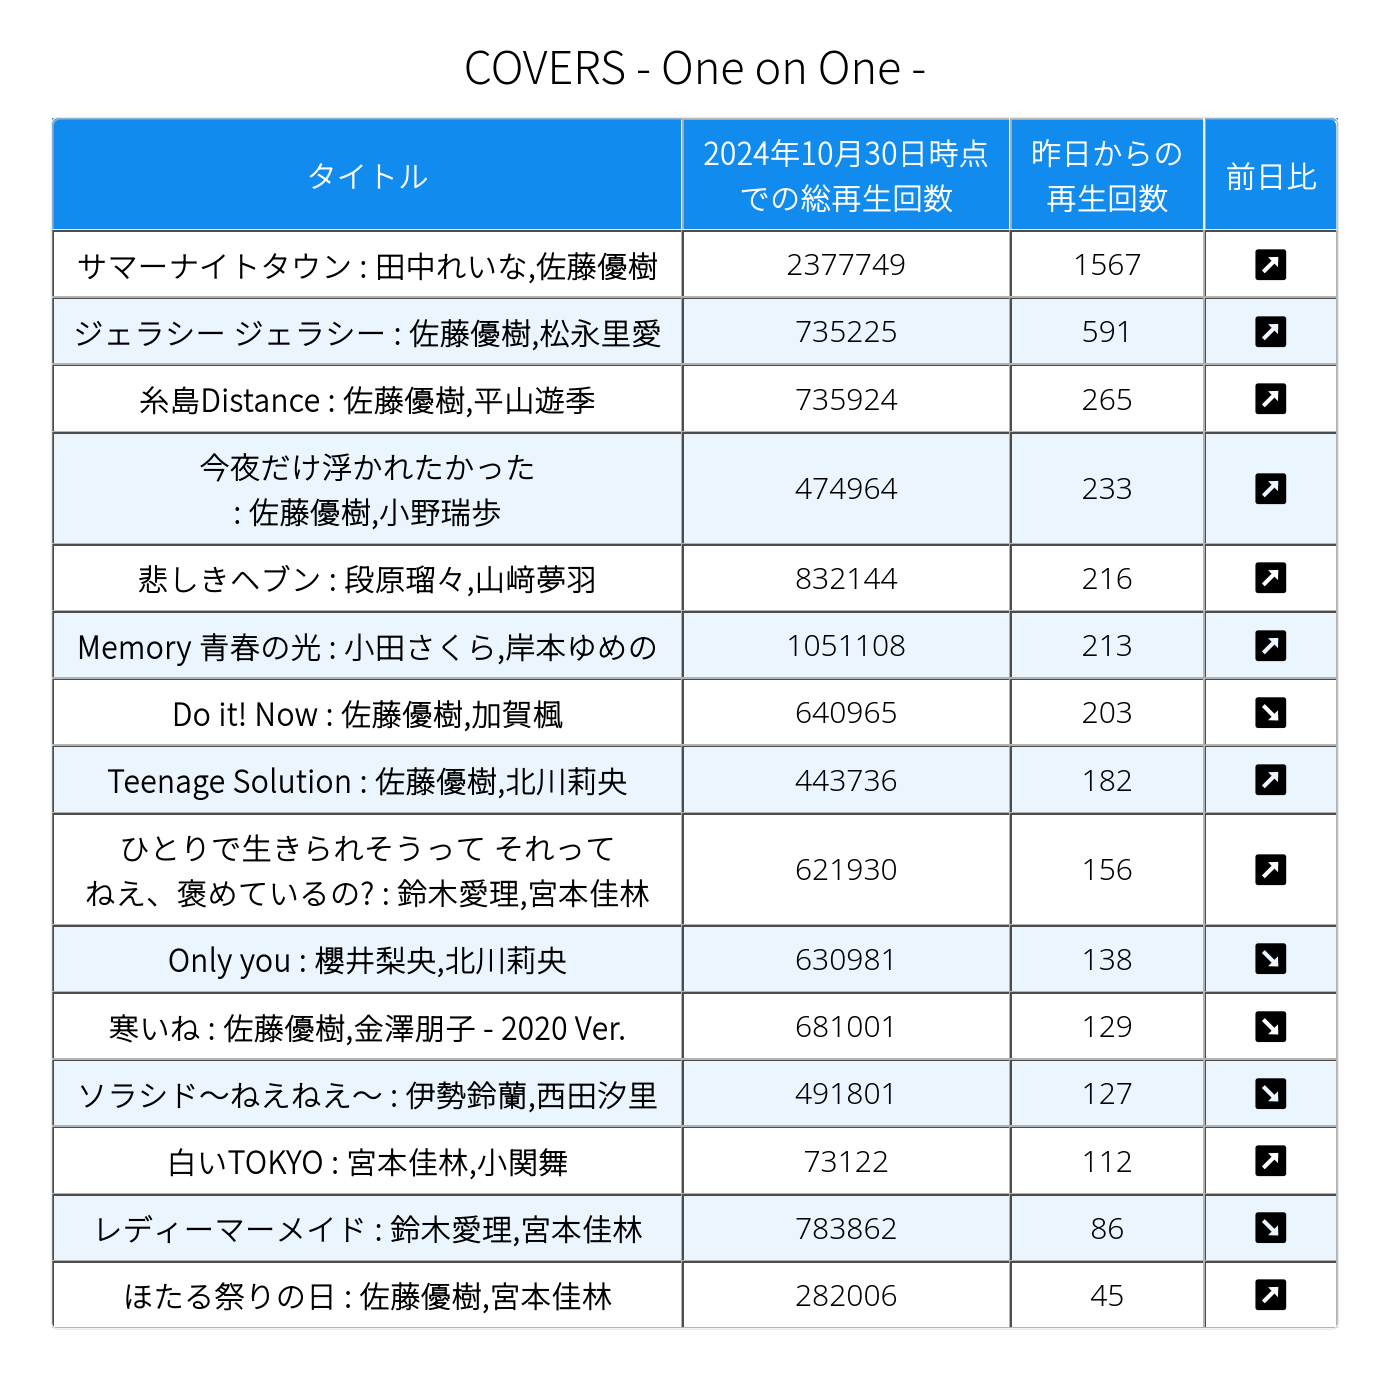 COVERS - One on One -
タイトル 2024年10月30日時点での総再生回数 昨日からの再生回数 前日比
サマーナイトタウン : 田中れいな,佐藤優樹 2377749 1567 ↗
ジェラシー ジェラシー : 佐藤優樹,松永里愛 735225 591 ↗
糸島Distance : 佐藤優樹,平山遊季 735924 265 ↗
今夜だけ浮かれたかった
: 佐藤優樹,小野瑞歩 474964 233 ↗
悲しきヘブン : 段原瑠々,山﨑夢羽 832144 216 ↗
Memory 青春の光 : 小田さくら,岸本ゆめの 1051108 213 ↗
Do it! Now : 佐藤優樹,加賀楓 640965 203 ↘
Teenage Solution : 佐藤優樹,北川莉央 443736 182 ↗
ひとりで生きられそうって それって
ねえ、褒めているの? : 鈴木愛理,宮本佳林 621930 156 ↗
Only you : 櫻井梨央,北川莉央 630981 138 ↘
寒いね : 佐藤優樹,金澤朋子 - 2020 Ver. 681001 129 ↘
ソラシド〜ねえねえ〜 : 伊勢鈴蘭,西田汐里 491801 127 ↘
白いTOKYO : 宮本佳林,小関舞 73122 112 ↗
レディーマーメイド : 鈴木愛理,宮本佳林 783862 86 ↘
ほたる祭りの日 : 佐藤優樹,宮本佳林 282006 45 ↗